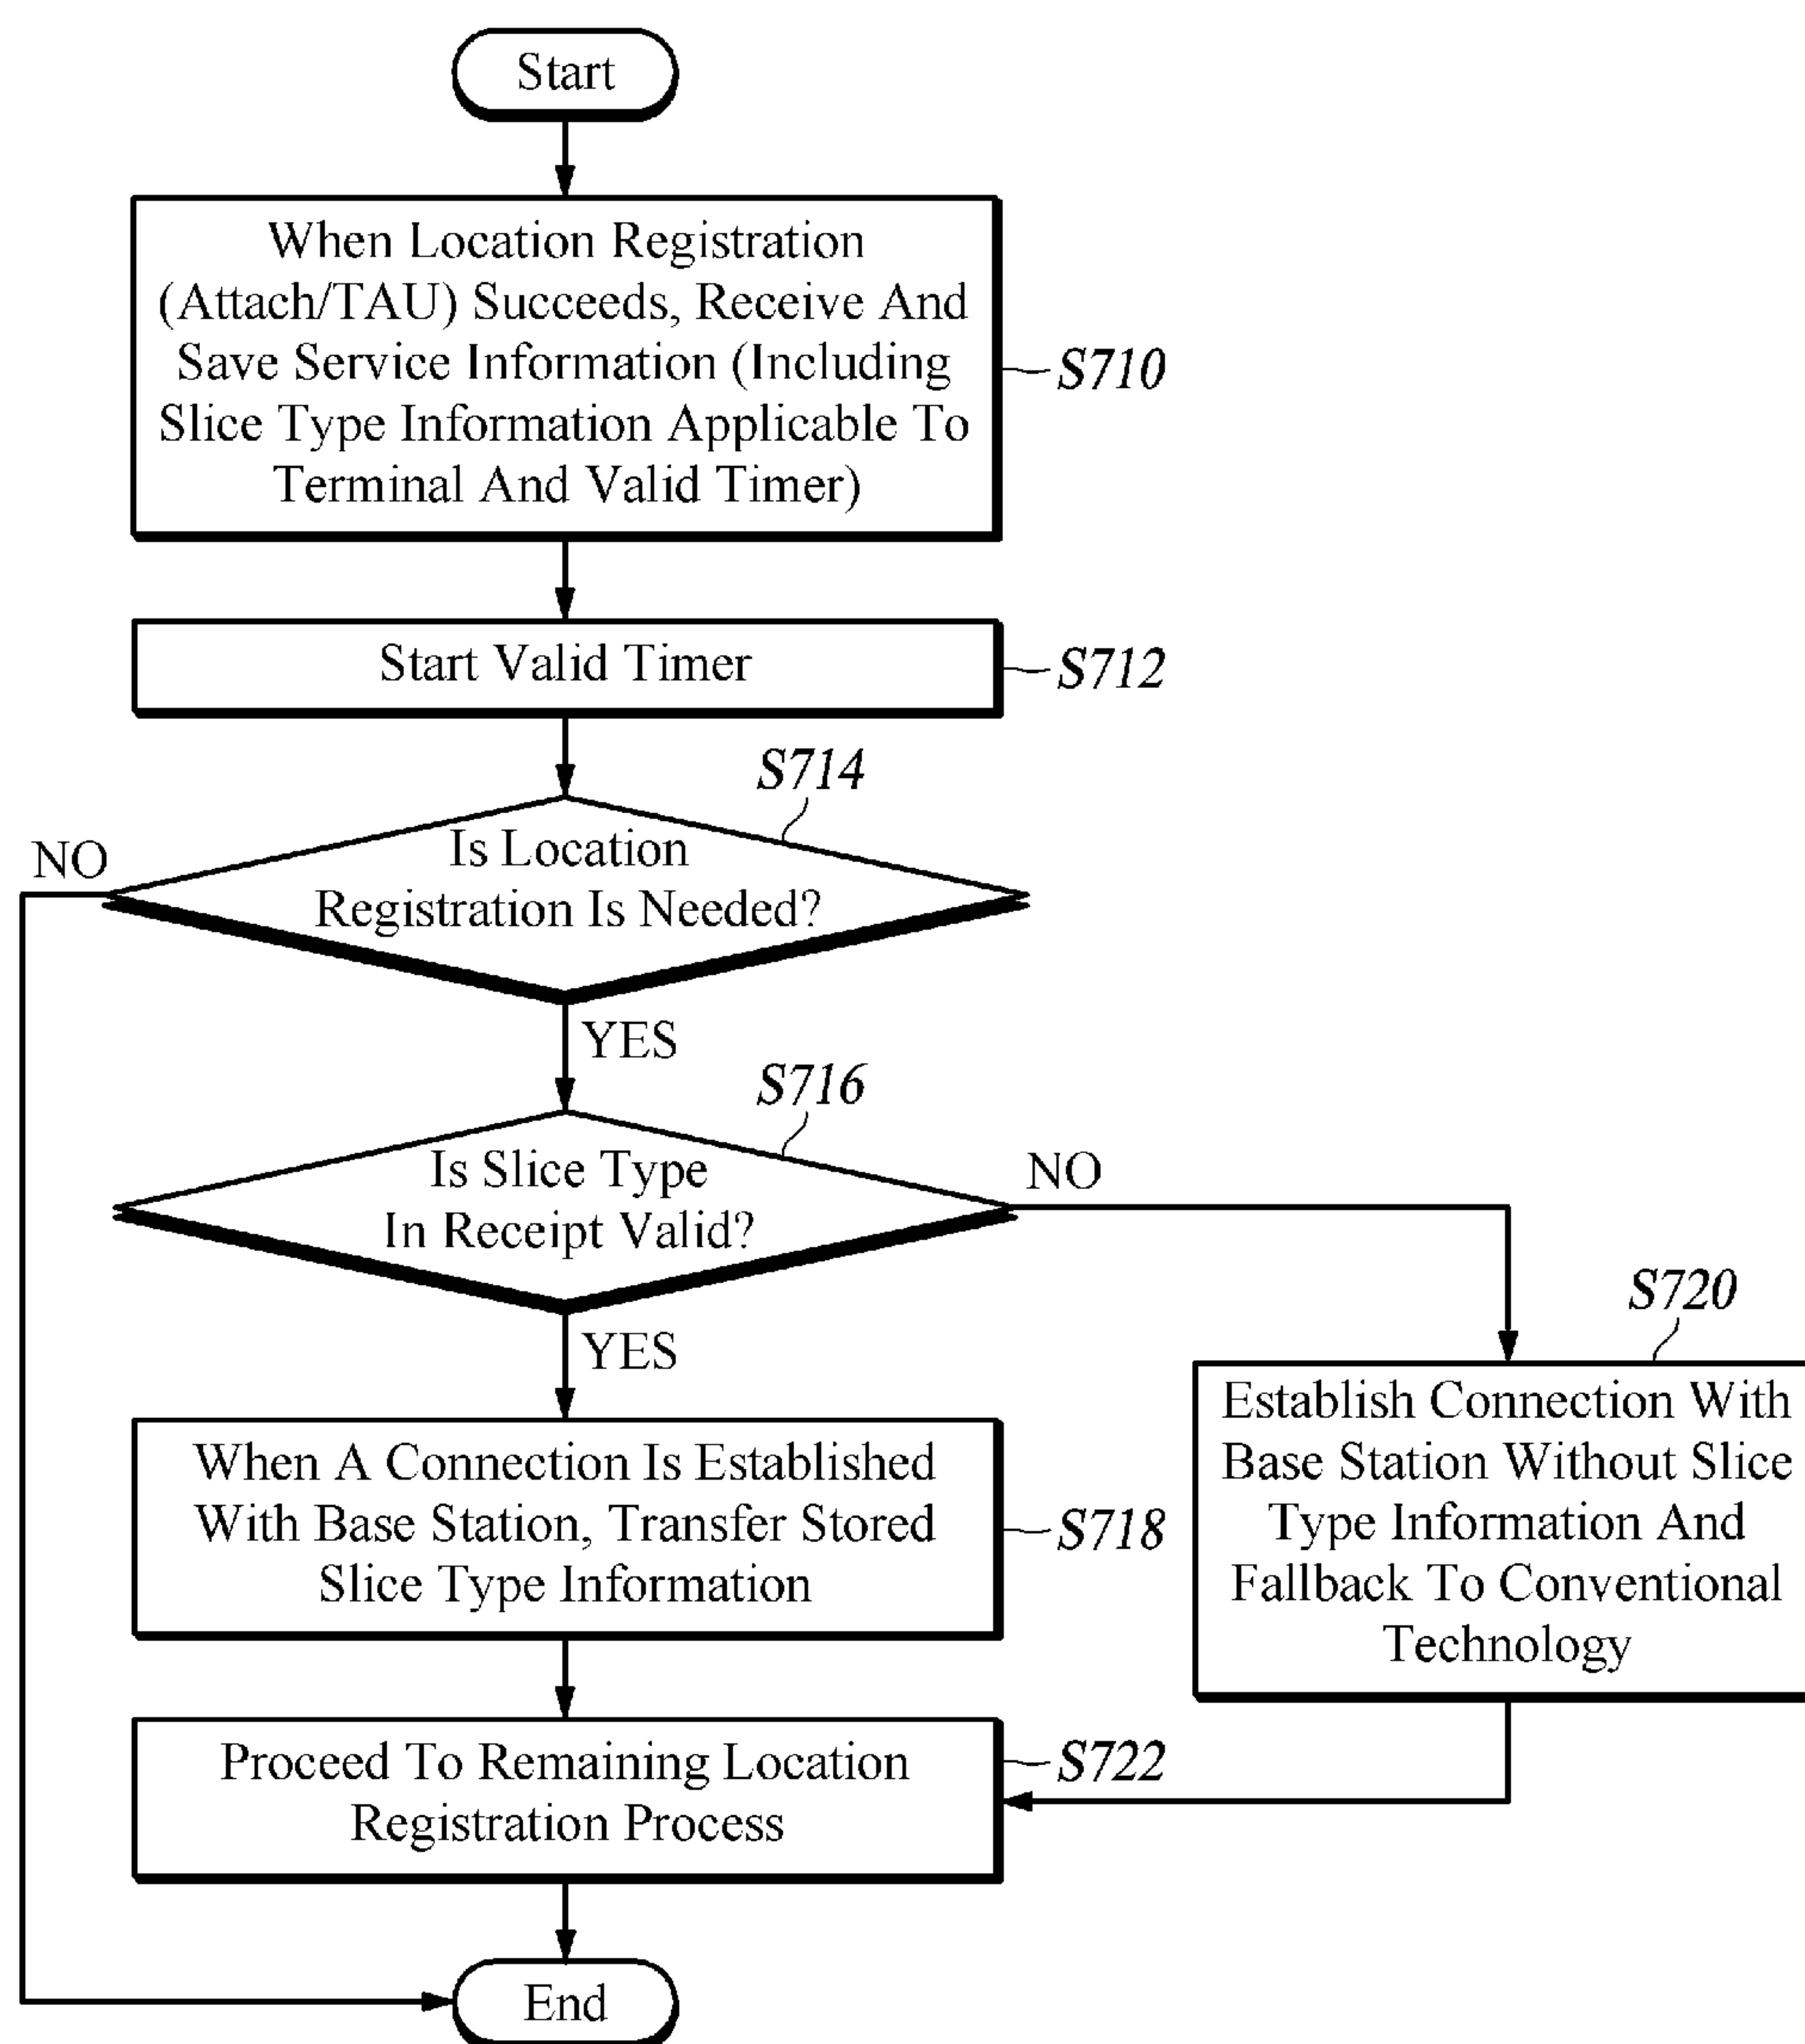 Start
When Location Registration
(Attach/TAU) Succeeds, Receive And
Save Service Information (Including
Slice Type Information Applicable To
Terminal And Valid Timer)
S710
Start Valid Timer
S712
S714
NO
Is Location
Registration Is Needed?
YES
S716
Is Slice Type
In Receipt Valid?
NO
YES
S720
Establish Connection With
Base Station Without Slice
Type Information And
Fallback To Conventional
Technology
When A Connection Is Established
With Base Station, Transfer Stored
Slice Type Information
S718
Proceed To Remaining Location
Registration Process
S722
End